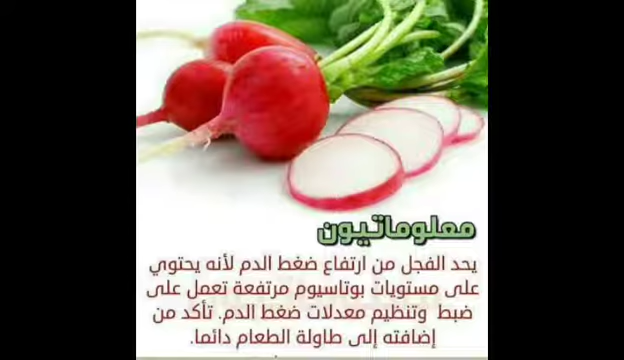 معلوماتيون
يحد الفجل من ارتفاع ضغط الدم لأنه يحتوي
على مستويات بوتاسيوم مرتفعة تعمل على
ضبط وتنظيم معدلات ضغط الدم. تأكد من
إضافته إلى طاولة الطعام دائما.